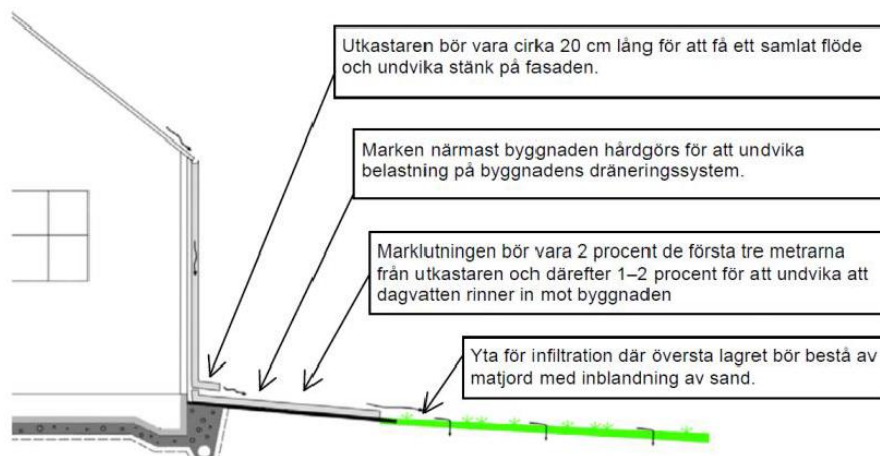 Utkastaren bör vara cirka 20 cm lång för att få ett samlat flöde
och undvika stänk på fasaden.
Marken närmast byggnaden hårdgörs för att undvika
belastning på byggnadens dräneringssystem.
Marklutningen bör vara 2 procent de första tre metrarna
från utkastaren och därefter 1–2 procent för att undvika att
dagvatten rinner in mot byggnaden
Yta för infiltration där översta lagret bör bestå av
matjord med inblandning av sand.